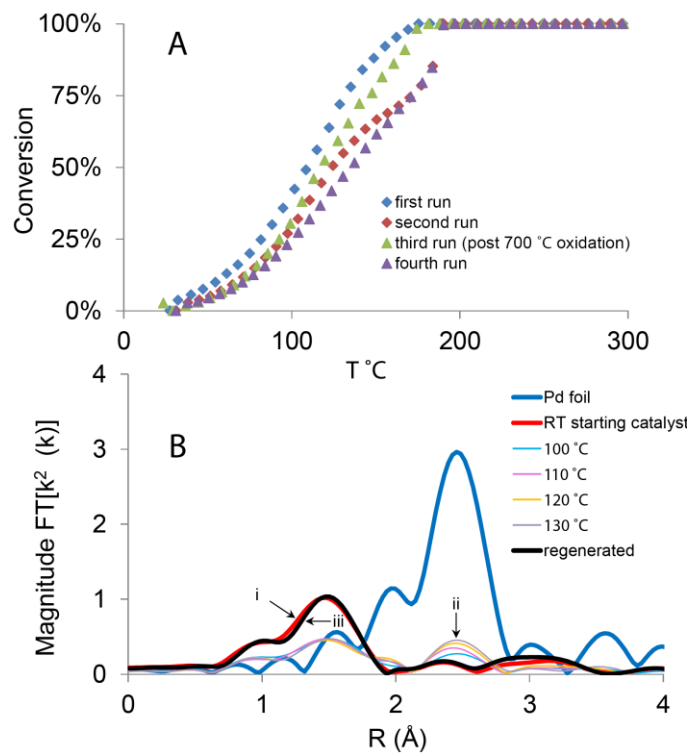 A
100%
75%
50%
25%
0%
Conversion
first run
second run
third run (post 700 °C oxidation)
fourth run
0 100 200 300
T °C
B
4
3
2
1
0
Magnitude FT[k² (k)]
Pd foil
RT starting catalyst
100 °C
110 °C
120 °C
130 °C
regenerated
i
iii
ii
0 1 2 3 4
R (Å)